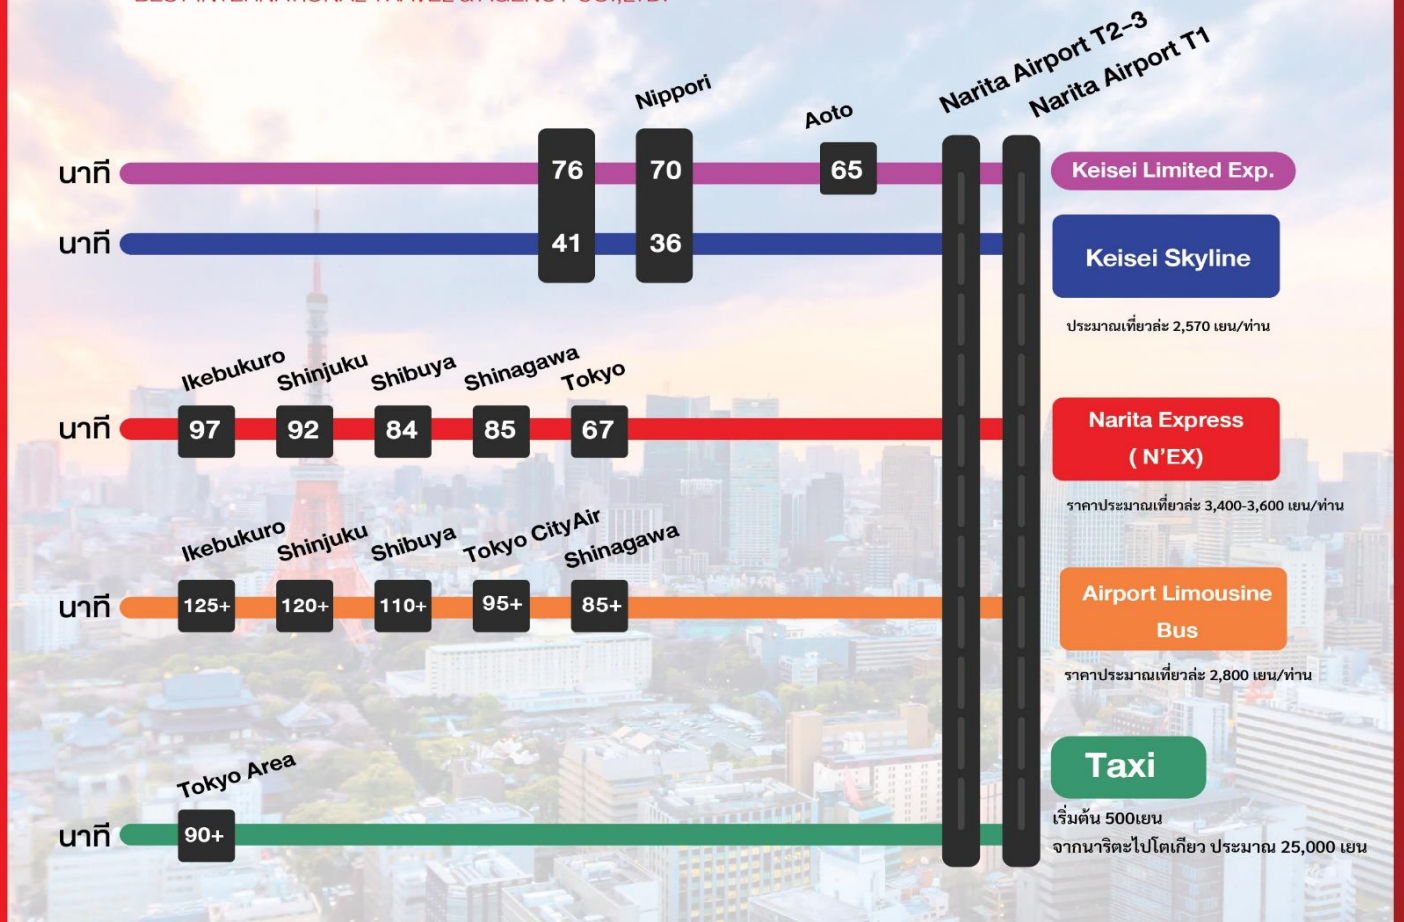 BEST INTERNATIONAL TRAVEL & AGENCY CO.,LTD.
Narita Airport T2-3
Narita Airport T1
Nippori
Aoto
นาที
76
70
65
Keisei Limited Exp.
นาที
41
36
Keisei Skyline
ประมาณเที่ยวล่ะ 2,570 เยน/ท่าน
Ikebukuro
Shinjuku
Shibuya
Shinagawa
Tokyo
นาที
97
92
84
85
67
Narita Express
( N'EX)
ราคาประมาณเที่ยวล่ะ 3,400-3,600 เยน/ท่าน
Ikebukuro
Shinjuku
Shibuya
Tokyo CityAir
Shinagawa
นาที
125+
120+
110+
95+
85+
Airport Limousine
Bus
ราคาประมาณเที่ยวล่ะ 2,800 เยน/ท่าน
Tokyo Area
นาที
90+
Taxi
เริ่มต้น 500เยน
จากนาริตะไปโตเกียว ประมาณ 25,000 เยน